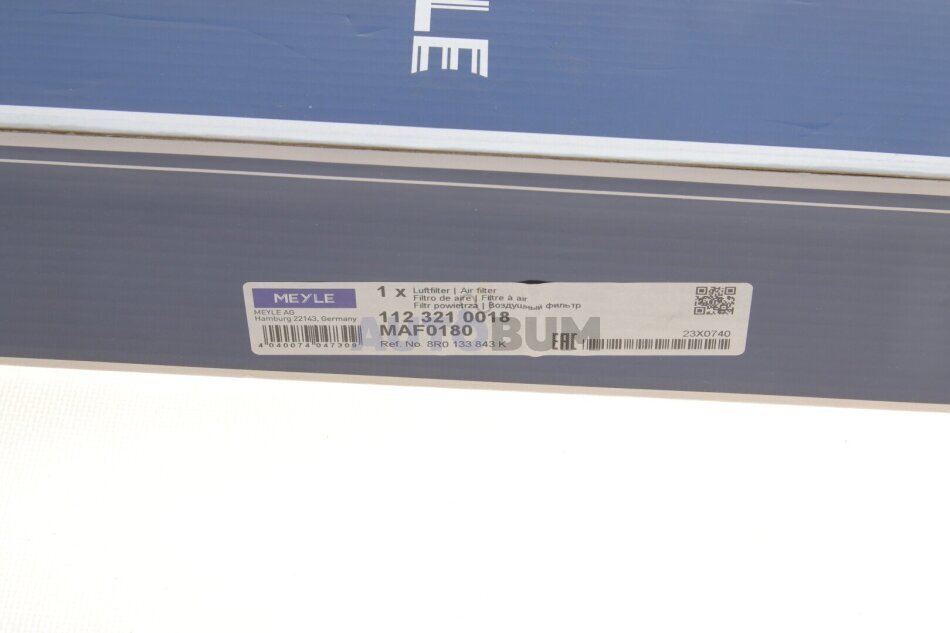 LE
MEYLE
MEYLE AG
Hamburg 22143, Germany
4 040074 047309
1 x Luftfilter | Air filter
Filtro de aire | Filtre à air
Filtr powietrza | Воздушный фильтр
112 321 0018
MAF0180
Ref. No. 8R0 133 843 K
EAC
23X0740
AUTOBUM